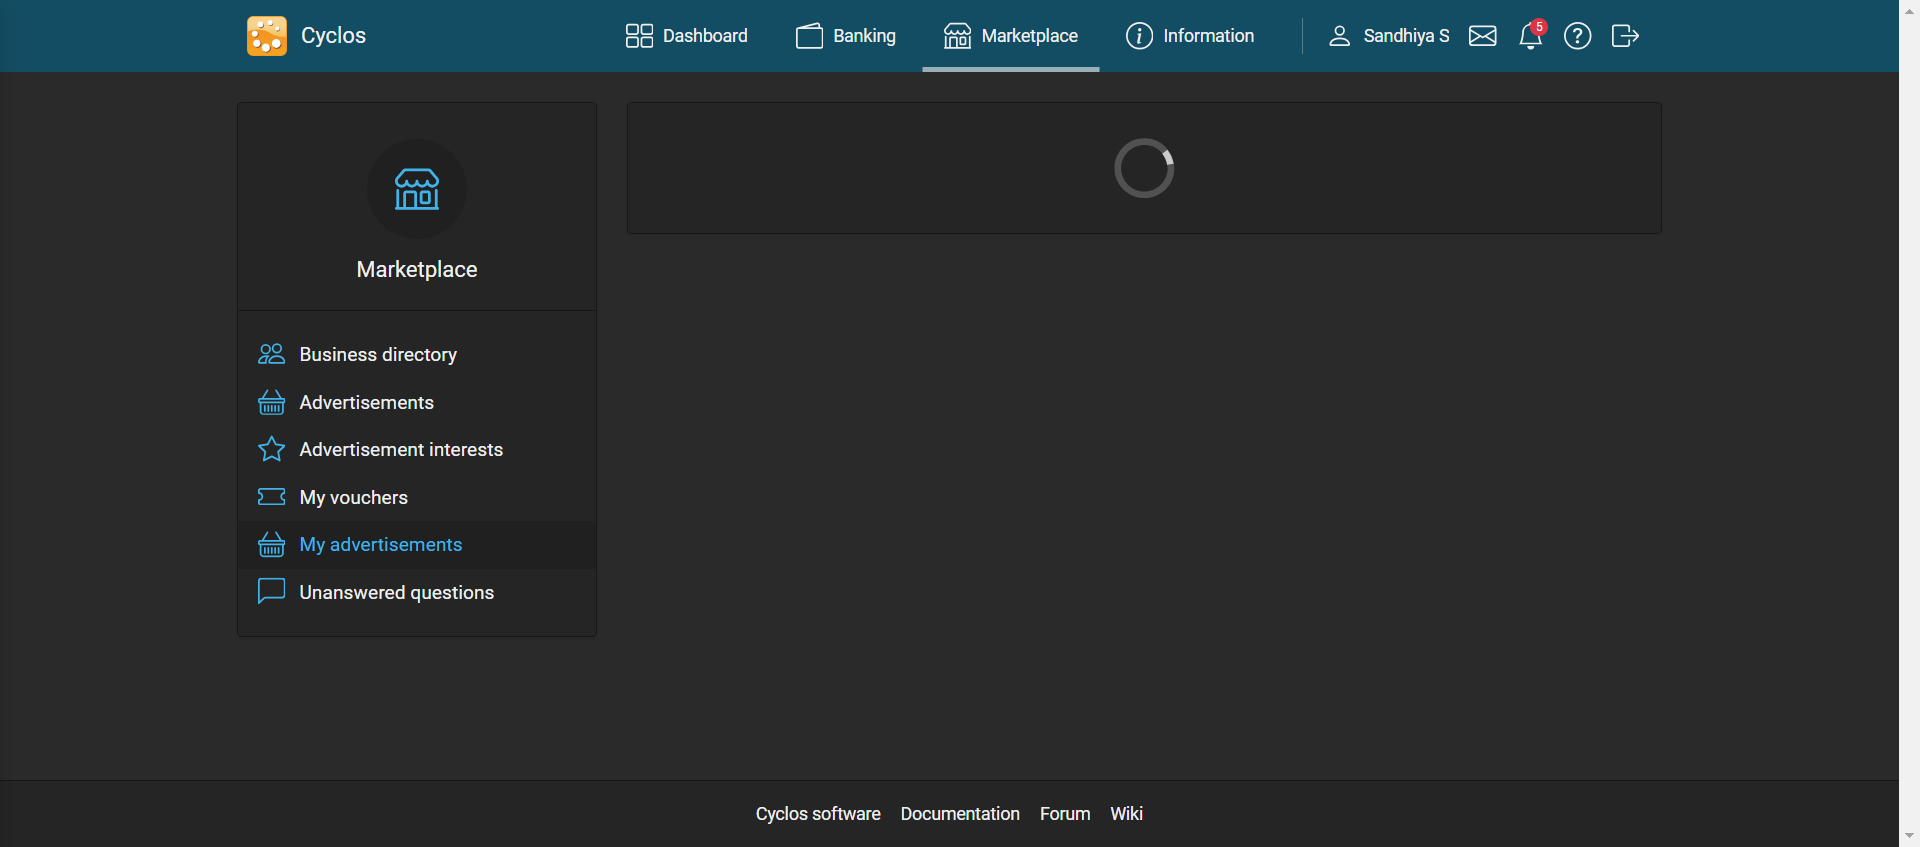 Cyclos
Dashboard
Banking
Marketplace
Information
Sandhiya S
5
Marketplace
Business directory
Advertisements
Advertisement interests
My vouchers
My advertisements
Unanswered questions
Cyclos software
Documentation
Forum
Wiki